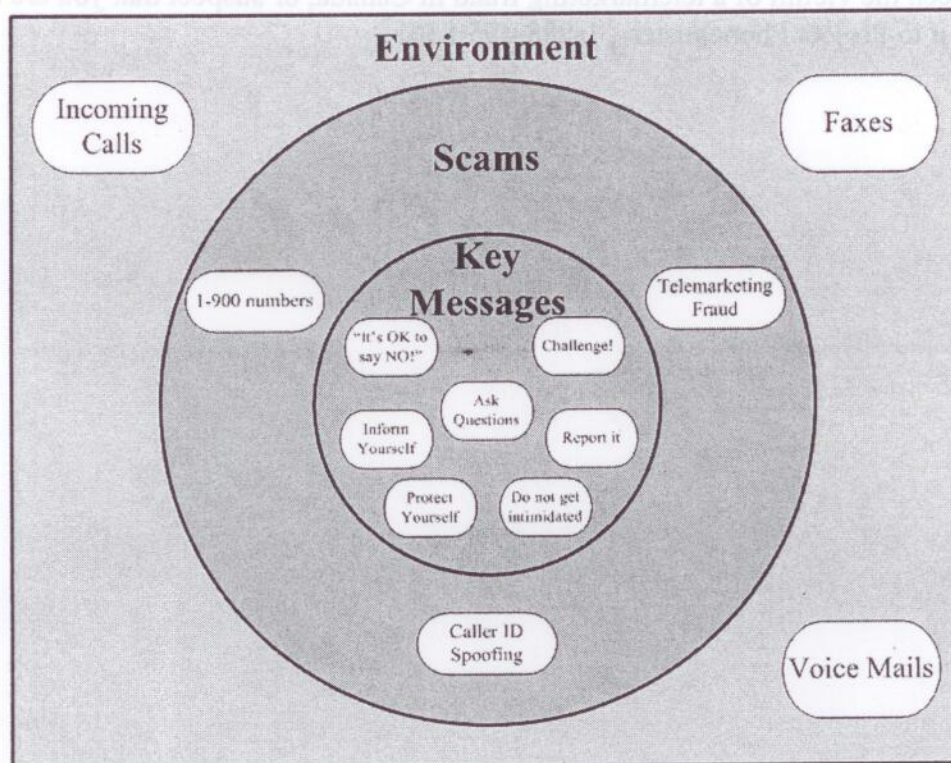 Environment
Incoming
Calls
Faxes
Scams
Key
Messages
1-900 numbers
Telemarketing
Fraud
"It's OK to
say NO!"
Challenge!
Ask
Questions
Inform
Yourself
Report it
Protect
Yourself
Do not get
intimidated
Caller ID
Spoofing
Voice Mails